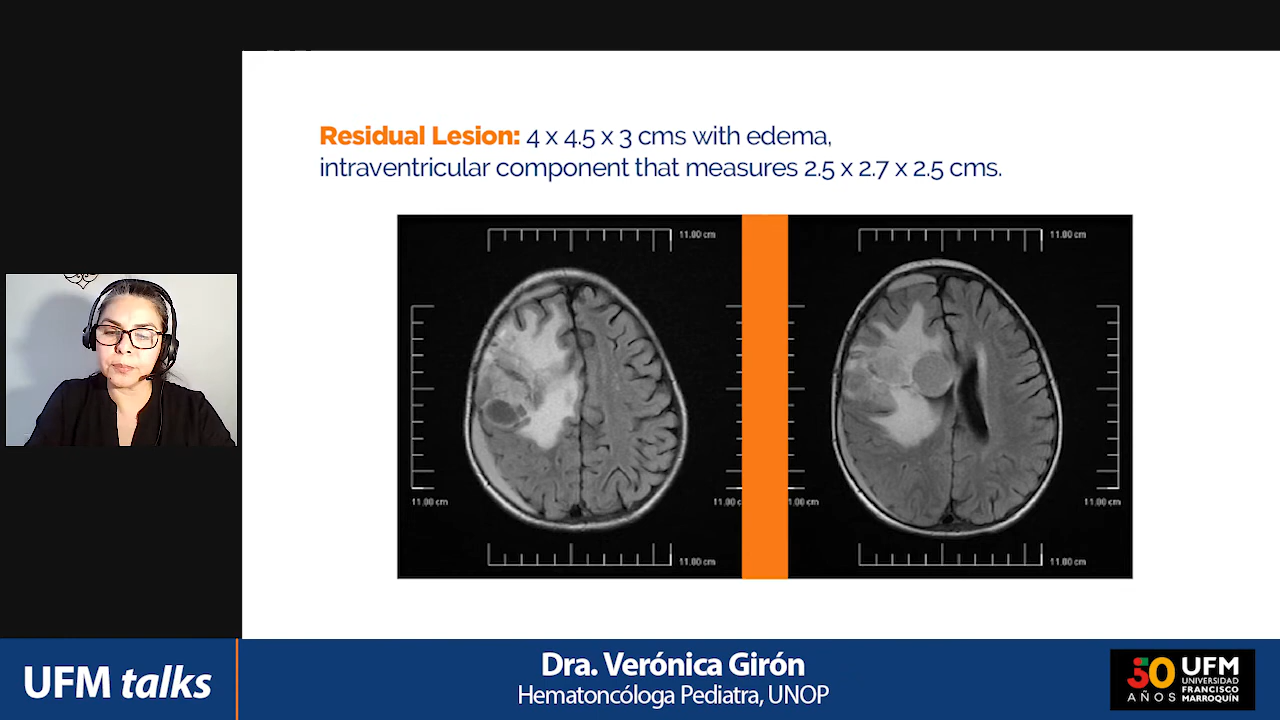 Residual Lesion: 4 x 4.5 x 3 cms with edema,
intraventricular component that measures 2.5 x 2.7 x 2.5 cms.
11.00 cm
11.00 cm
11.00 cm
11.00 cm
1.00 cm
11.00 cm
11.00 cm
11.00 cm
UFM talks
Dra. Verónica Girón
Hematoncóloga Pediatra, UNOP
50
AÑOS
UFM
UNIVERSIDAD
FRANCISCO
MARROQUÍN